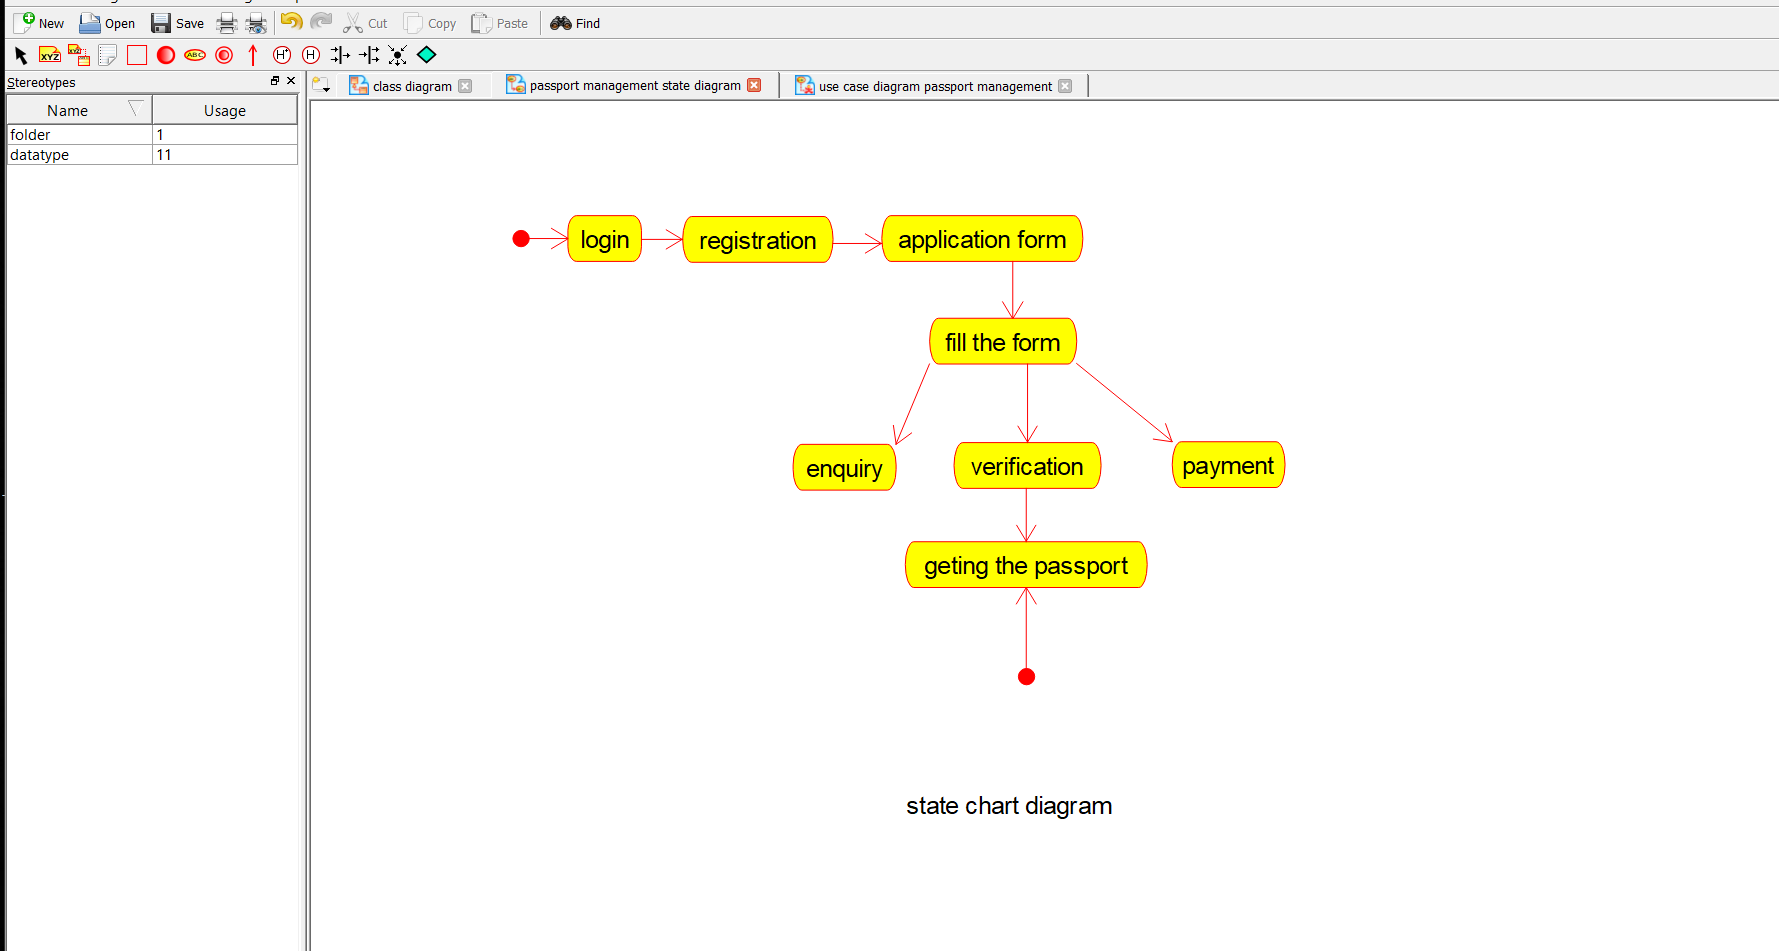 New Open Save Cut Copy Paste Find
XYZ XYZ ABC H* H
Stereotypes
class diagram passport management state diagram use case diagram passport management
Name Usage
folder 1
datatype 11
login registration application form
fill the form
enquiry verification payment
geting the passport
state chart diagram